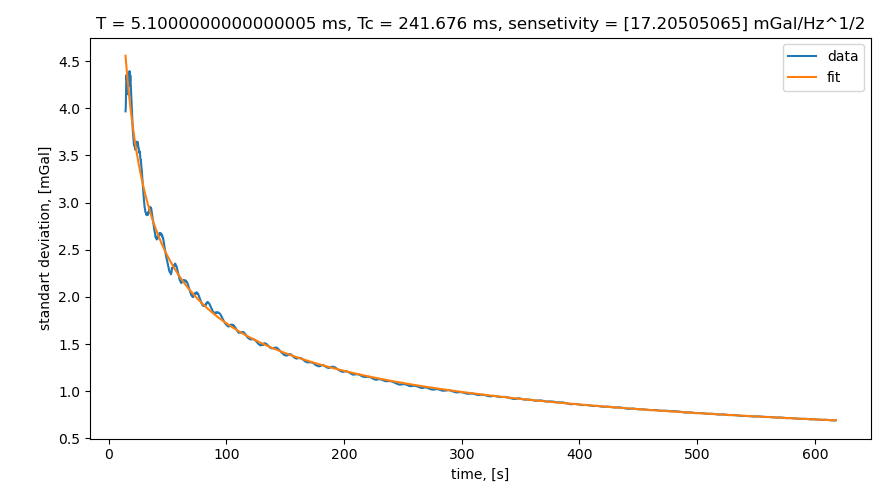 T = 5.1000000000000005 ms, Tc = 241.676 ms, sensetivity = [17.20505065] mGal/Hz^1/2
data
fit
4.5
4.0
3.5
3.0
2.5
2.0
1.5
1.0
0.5
standart deviation, [mGal]
0 100 200 300 400 500 600
time, [s]